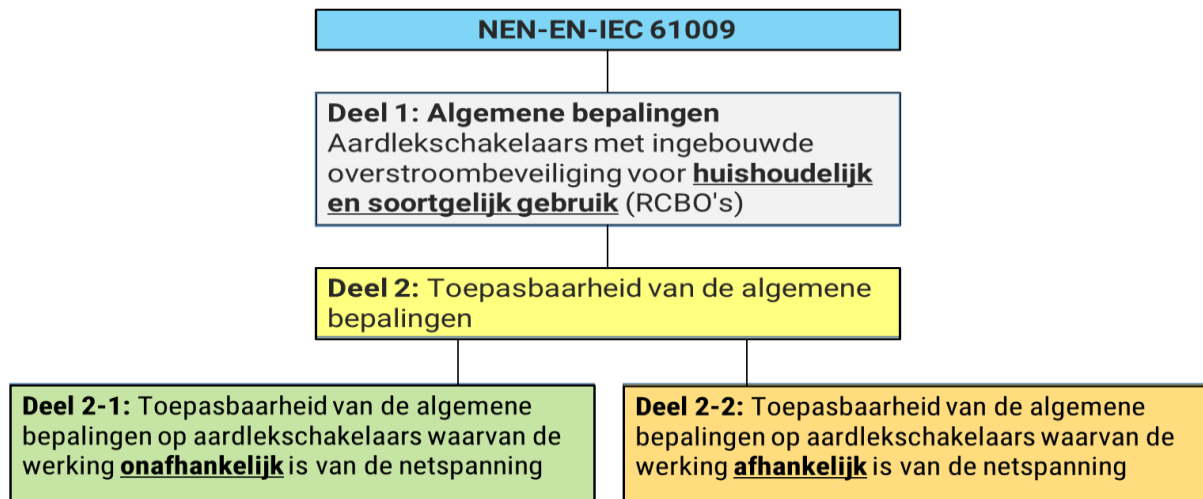 NEN-EN-IEC 61009
Deel 1: Algemene bepalingen
Aardlekschakelaars met ingebouwde
overstroombeveiliging voor huishoudelijk
en soortgelijk gebruik (RCBO's)
Deel 2: Toepasbaarheid van de algemene
bepalingen
Deel 2-1: Toepasbaarheid van de algemene
bepalingen op aardlekschakelaars waarvan de
werking onafhankelijk is van de netspanning
Deel 2-2: Toepasbaarheid van de algemene
bepalingen op aardlekschakelaars waarvan de
werking afhankelijk is van de netspanning